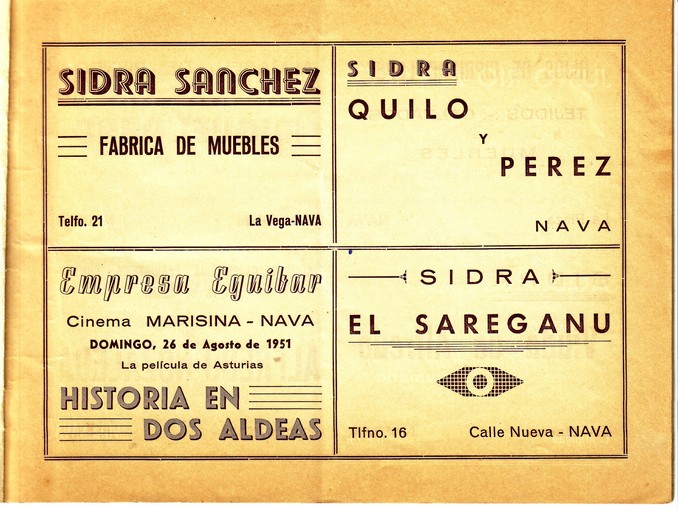 SIDRA SANCHEZ
FABRICA DE MUEBLES
Telfo. 21 La Vega-NAVA
SIDRA
QUILO
Y
PEREZ
NAVA
Empresa Eguibar
Cinema MARISINA - NAVA
DOMINGO, 26 de Agosto de 1951
La película de Asturias
HISTORIA EN
DOS ALDEAS
SIDRA
EL SAREGANU
Tlfno. 16 Calle Nueva - NAVA